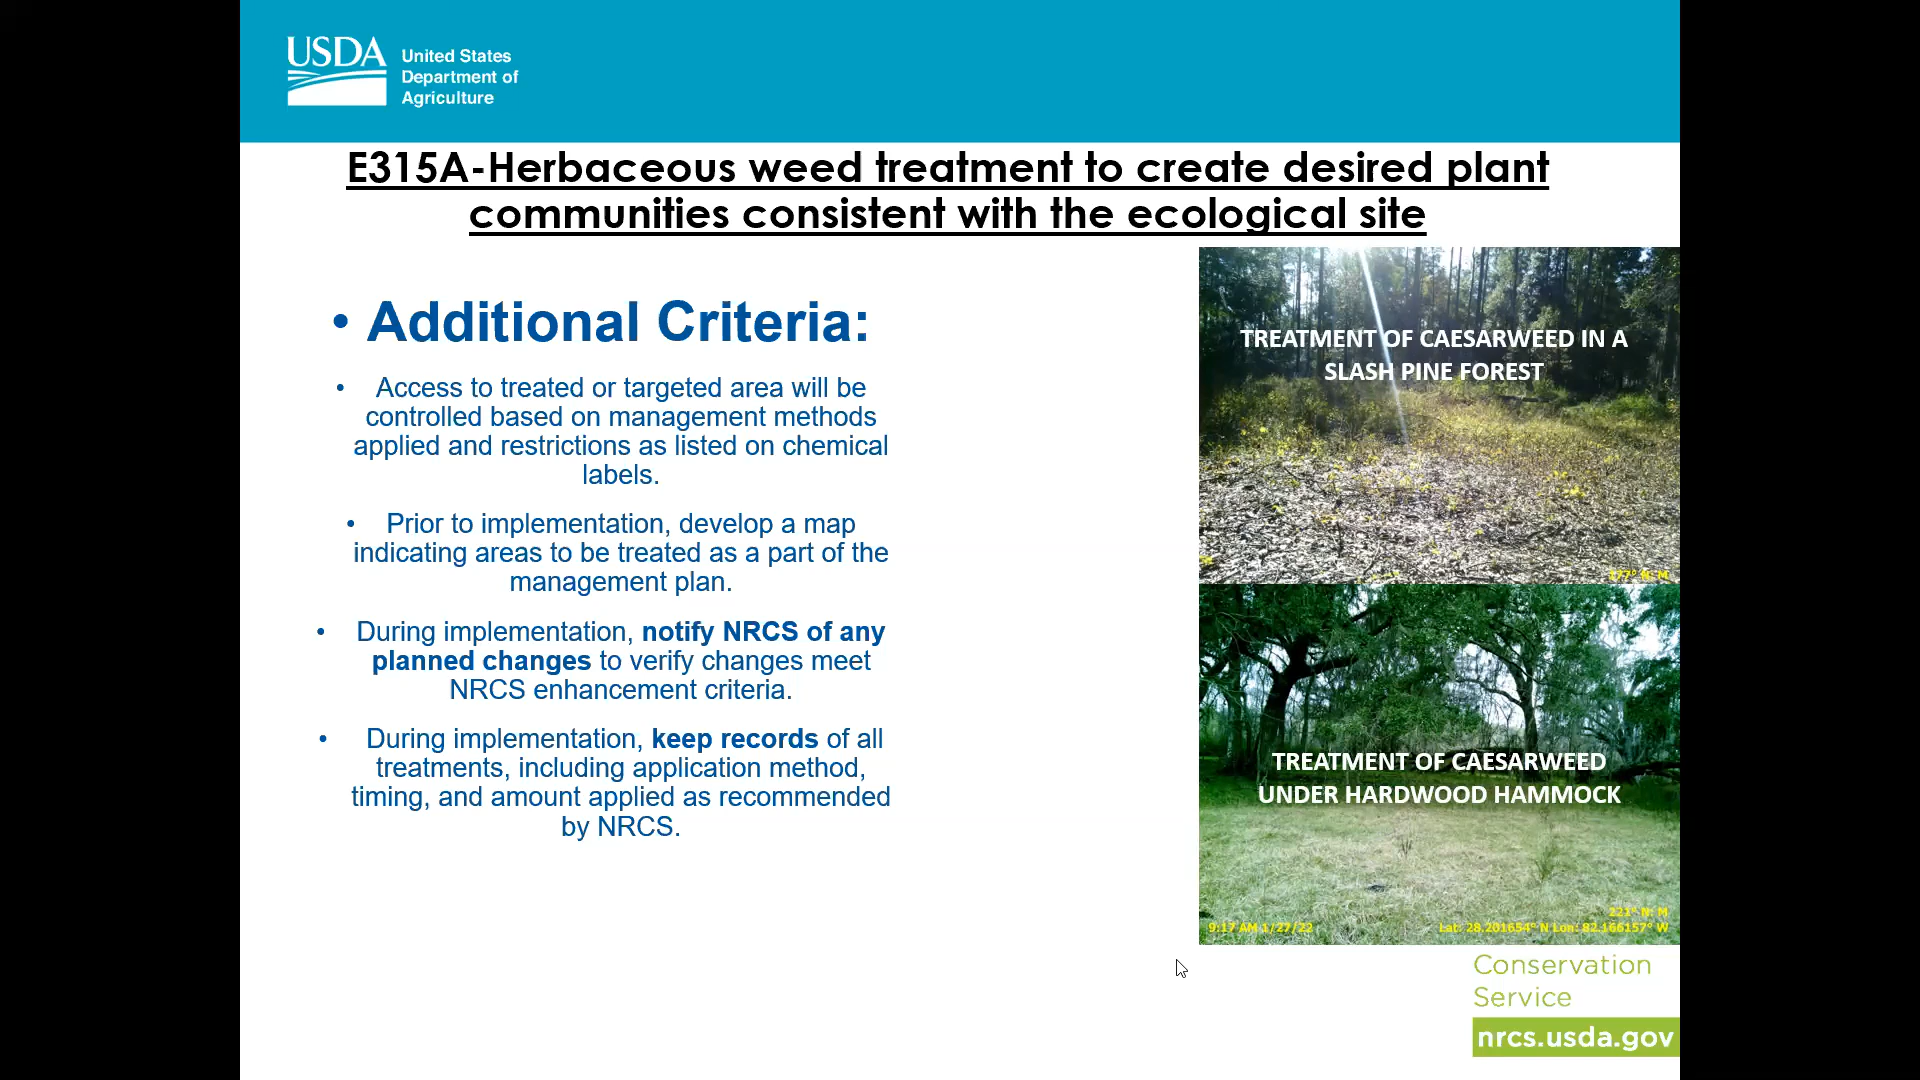 USDA
United States
Department of
Agriculture
E315A-Herbaceous weed treatment to create desired plant
communities consistent with the ecological site
• Additional Criteria:
• Access to treated or targeted area will be
controlled based on management methods
applied and restrictions as listed on chemical
labels.
• Prior to implementation, develop a map
indicating areas to be treated as a part of the
management plan.
• During implementation, notify NRCS of any
planned changes to verify changes meet
NRCS enhancement criteria.
• During implementation, keep records of all
treatments, including application method,
timing, and amount applied as recommended
by NRCS.
TREATMENT OF CAESARWEED IN A
SLASH PINE FOREST
177° N: M
TREATMENT OF CAESARWEED
UNDER HARDWOOD HAMMOCK
221° N: M
9:17 AM 1/27/22
Lat: 28.201654° N Lon: 82.166157° W
Conservation
Service
nrcs.usda.gov